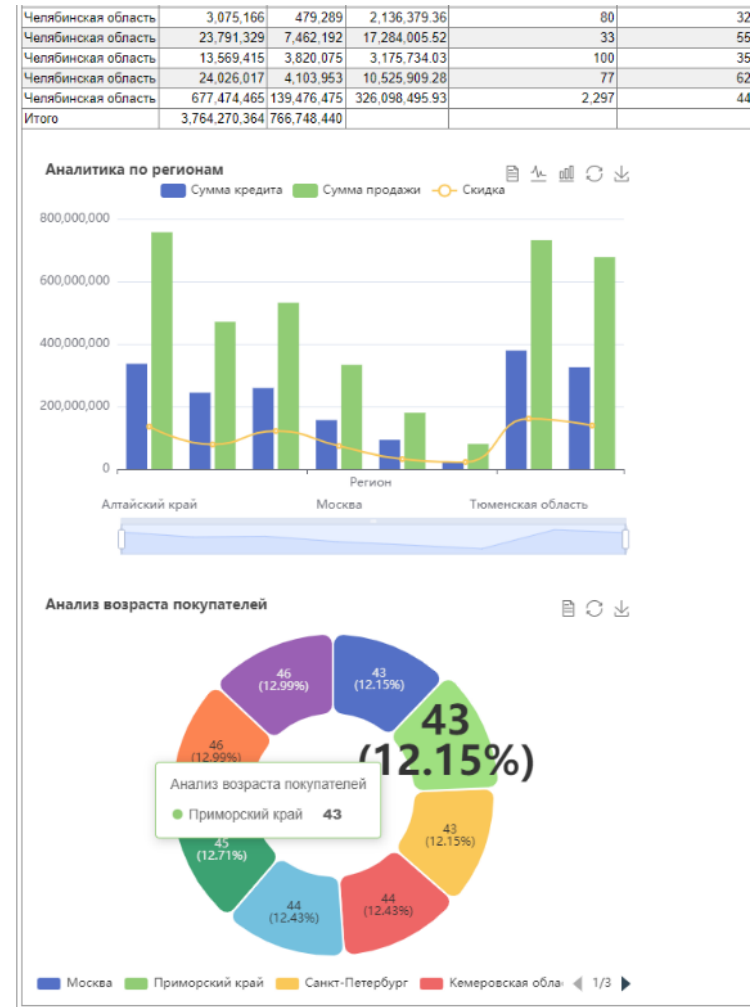 Челябинская область 3,075,166 479,289 2,136,379.36 80 32
Челябинская область 23,791,329 7,462,192 17,284,005.52 33 55
Челябинская область 13,569,415 3,820,075 3,175,734.03 100 35
Челябинская область 24,026,017 4,103,953 10,525,909.28 77 62
Челябинская область 677,474,465 139,476,475 326,098,495.93 2,297 44
Итого 3,764,270,364 766,748,440
Аналитика по регионам
Сумма кредита Сумма продажи Скидка
800,000,000
600,000,000
400,000,000
200,000,000
0
Регион
Алтайский край Москва Тюменская область
Анализ возраста покупателей
46
(12.99%)
43
(12.15%)
43
(12.15%)
46
(12.99%)
Анализ возраста покупателей
Приморский край 43
43
(12.15%)
45
(12.71%)
44
(12.43%)
44
(12.43%)
Москва Приморский край Санкт-Петербург Кемеровская обла 1/3